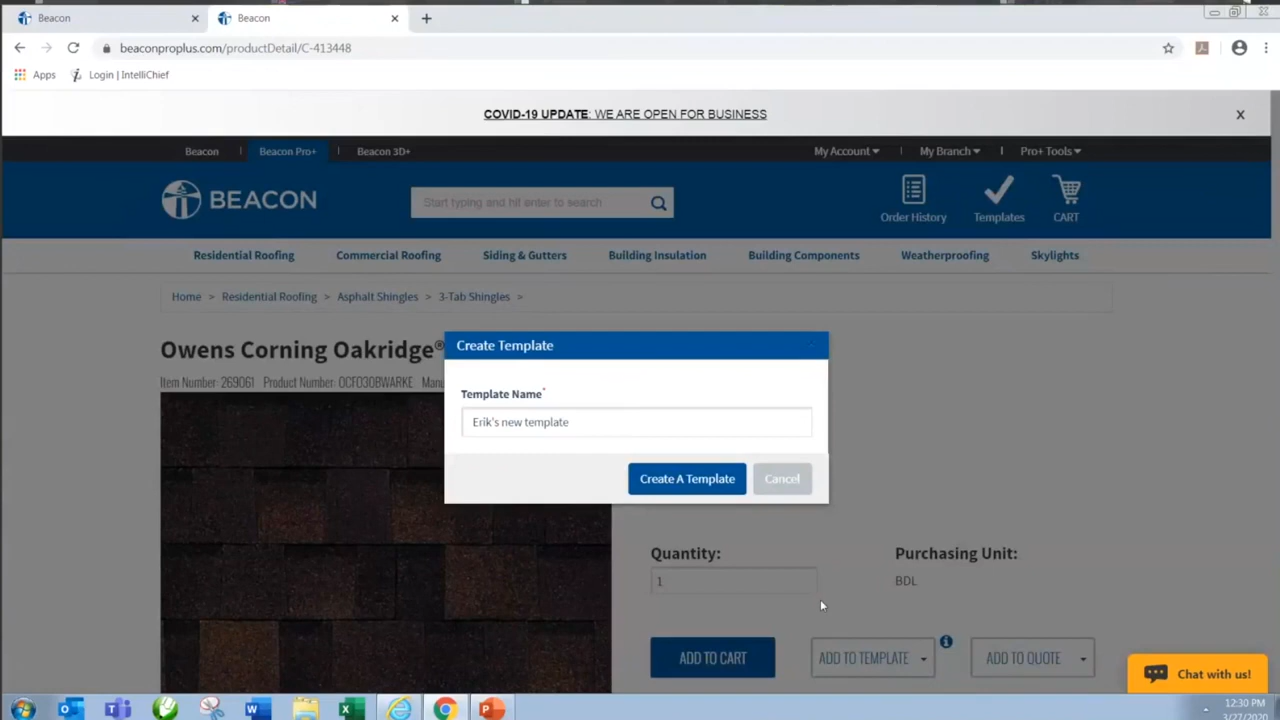 Beacon
Beacon
beaconproplus.com/productDetail/C-413448
Apps Login | IntelliChief
COVID-19 UPDATE: WE ARE OPEN FOR BUSINESS X
Beacon | Beacon Pro+ | Beacon 3D+ My Account | My Branch | Pro+ Tools
BEACON
Start typing and hit enter to search
Order History Templates CART
Residential Roofing Commercial Roofing Siding & Gutters Building Insulation Building Components Weatherproofing Skylights
Home > Residential Roofing > Asphalt Shingles > 3-Tab Shingles >
Owens Corning Oakridge®
Item Number: 269061 Product Number: OCFO30BWARKE
Create Template
Template Name*
Erik's new template
Create A Template Cancel
Quantity: Purchasing Unit:
1 BDL
ADD TO CART ADD TO TEMPLATE ADD TO QUOTE
Chat with us!
12:30 PM
3/27/2020